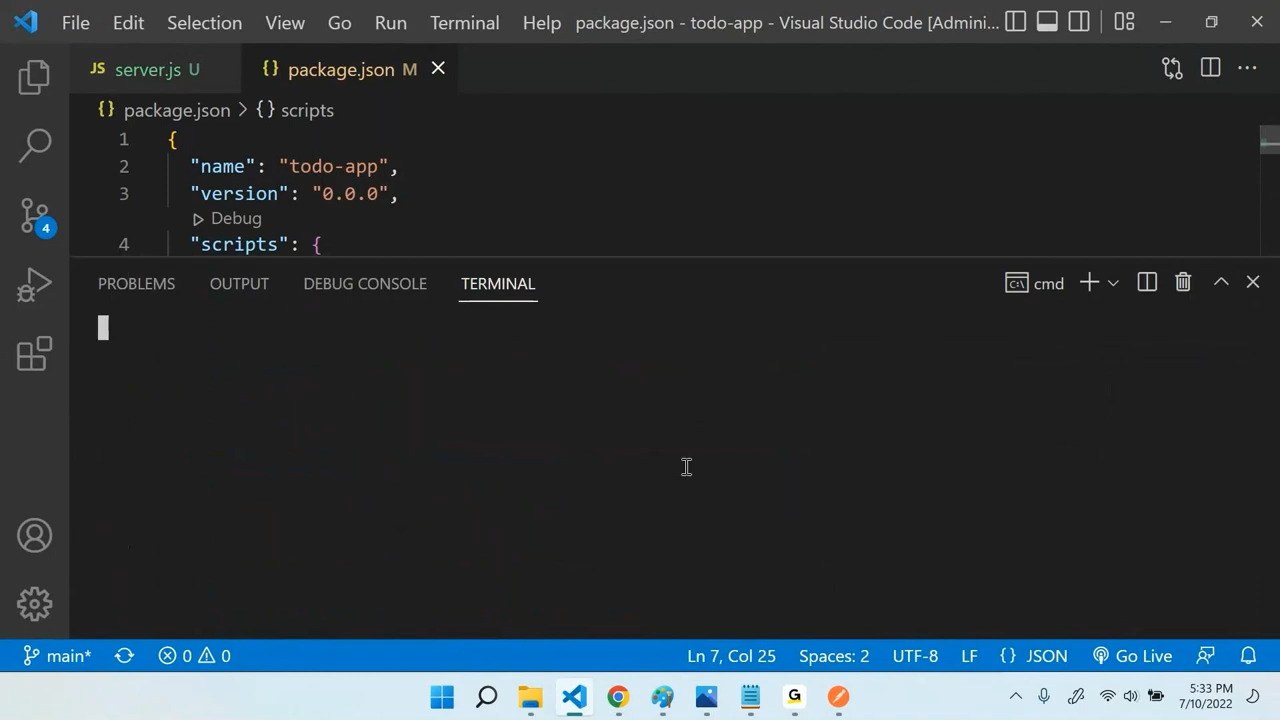 File Edit Selection View Go Run Terminal Help package.json - todo-app - Visual Studio Code [Admini...
JS server.js U {} package.json M
{} package.json > {} scripts
1 {
2 "name": "todo-app",
3 "version": "0.0.0",
Debug
4 "scripts": {
PROBLEMS OUTPUT DEBUG CONSOLE TERMINAL cmd
main* 0 0 Ln 7, Col 25 Spaces: 2 UTF-8 LF {} JSON Go Live
4
5:33 PM
7/10/2022
G